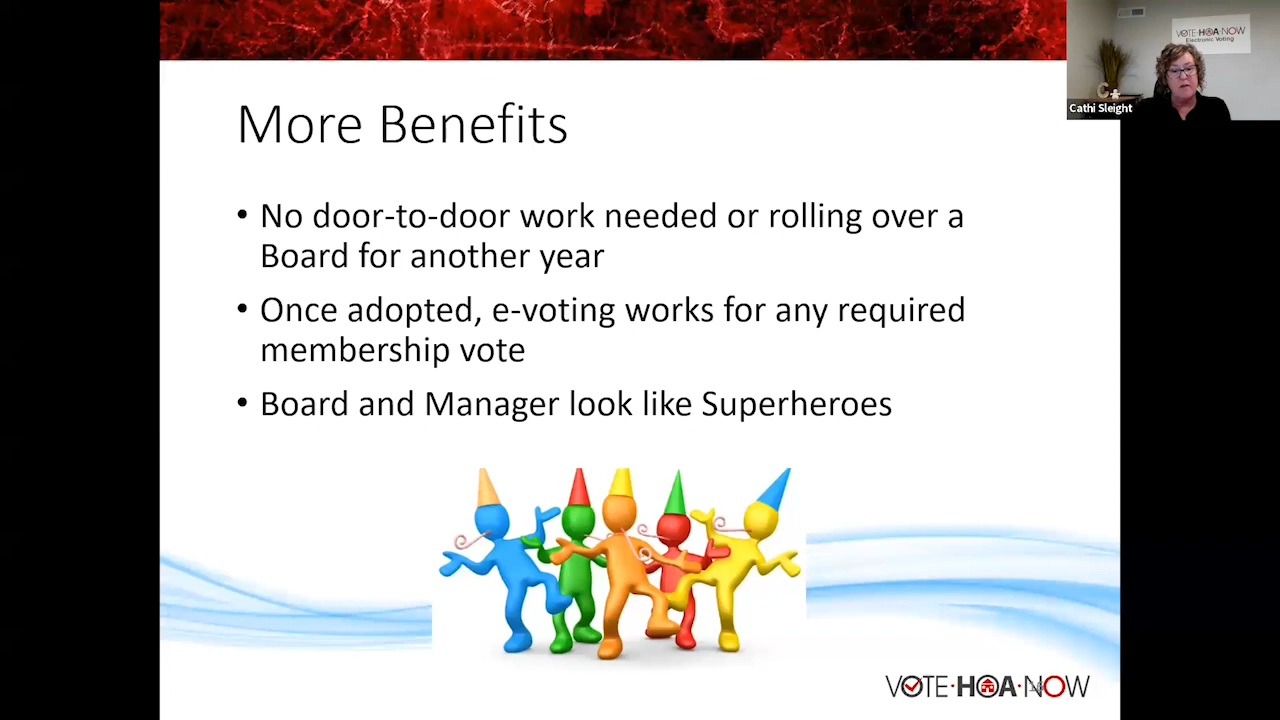 More Benefits
• No door-to-door work needed or rolling over a
Board for another year
• Once adopted, e-voting works for any required
membership vote
• Board and Manager look like Superheroes
VOTE·HOA·NOW
VOTE·HOA·NOW
Electronic Voting
Cathi Sleight